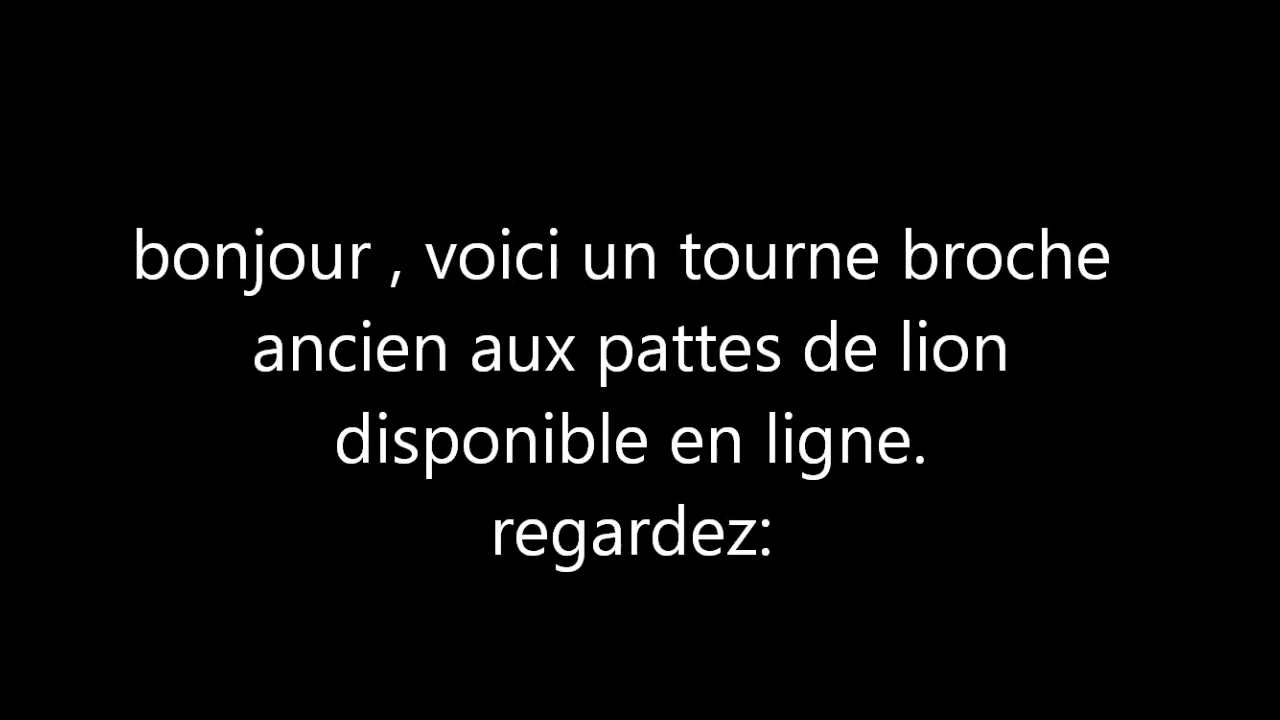 bonjour , voici un tourne broche
ancien aux pattes de lion
disponible en ligne.
regardez: